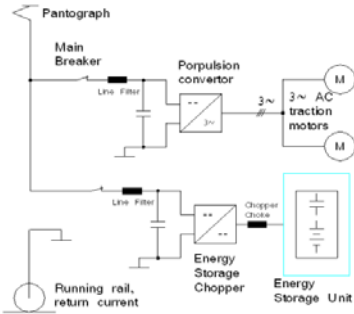 Pantograph
Main
Breaker
Line Filter
Porpulsion
convertor
--
3~
3~
3~ AC
traction
motors
M
M
Line Filter
--
--
Chopper
Choke
Energy
Storage
Chopper
Energy
Storage Unit
Running rail,
return current